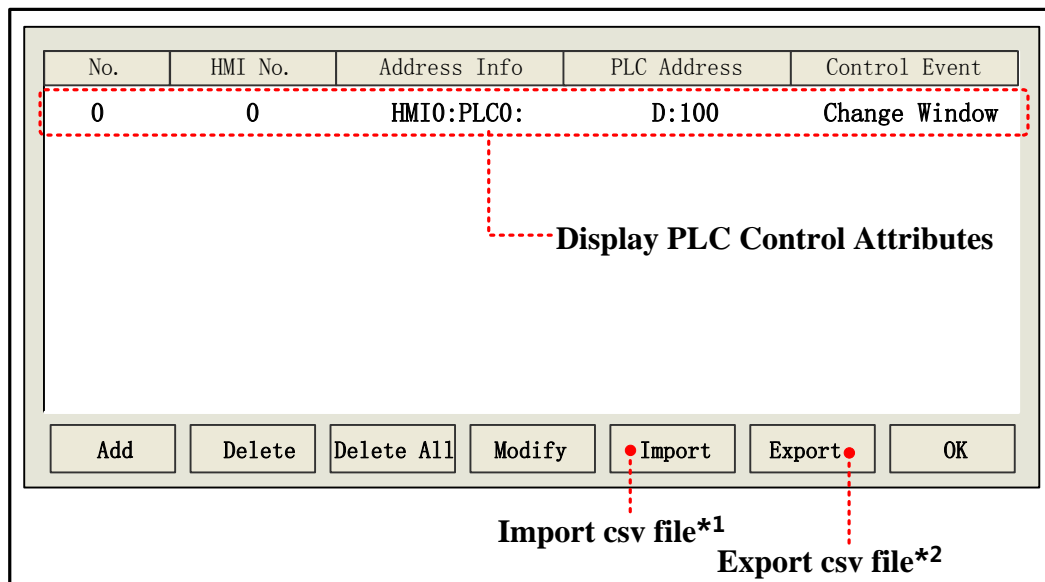 No. HMI No. Address Info PLC Address Control Event
0 0 HMI0:PLC0: D:100 Change Window
Display PLC Control Attributes
Add Delete Delete All Modify Import Export OK
Import csv file*1
Export csv file*2